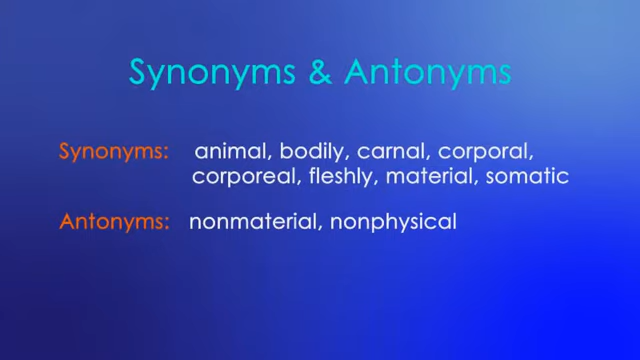 Synonyms & Antonyms
Synonyms: animal, bodily, carnal, corporal,
corporeal, fleshly, material, somatic
Antonyms: nonmaterial, nonphysical